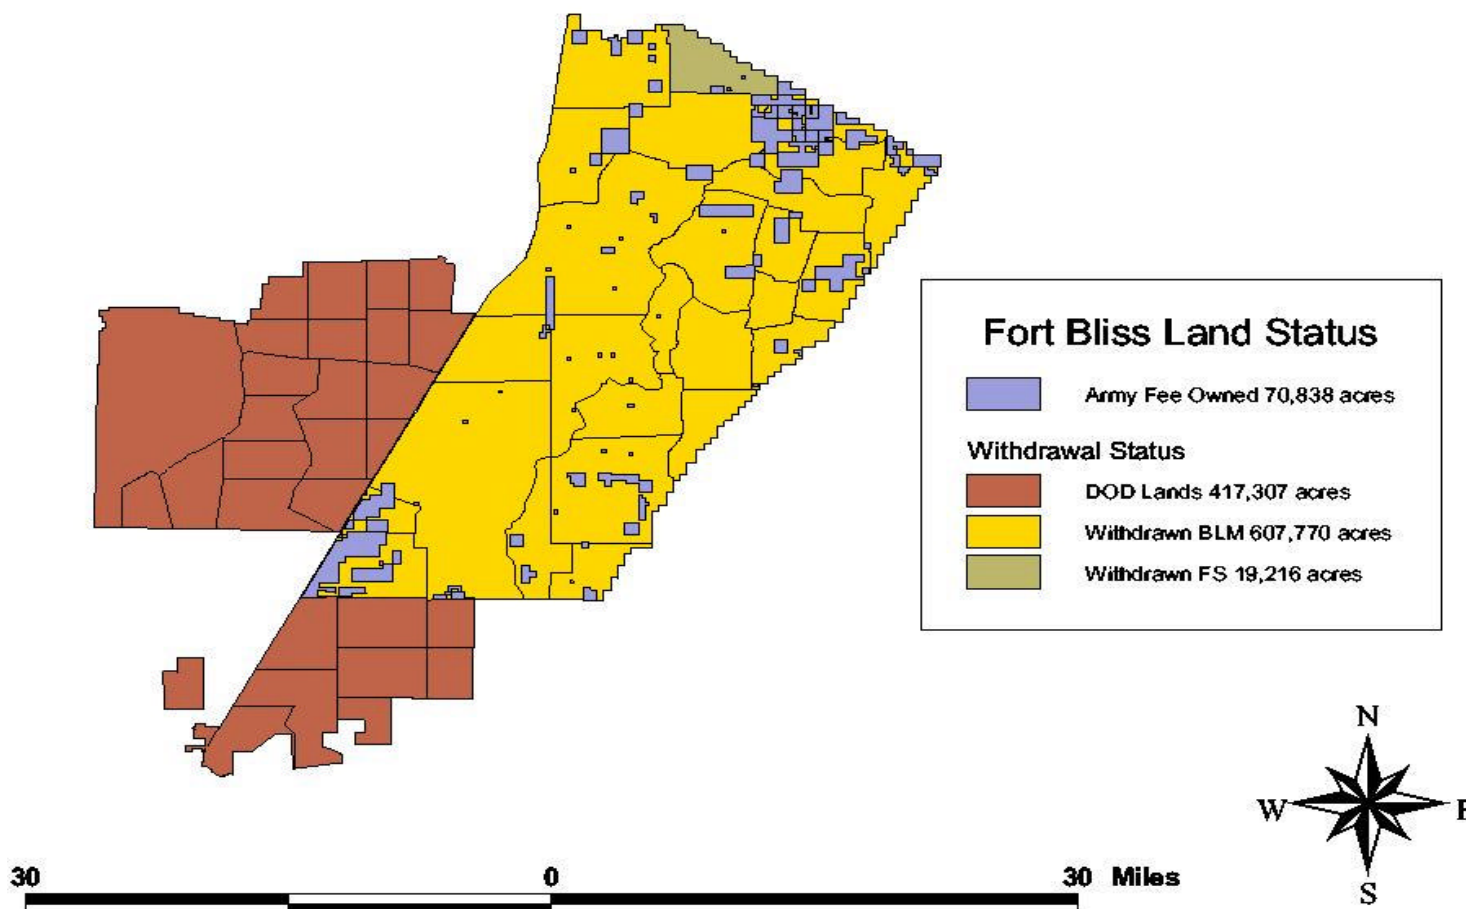 Fort Bliss Land Status
Army Fee Owned 70,838 acres
Withdrawal Status
DOD Lands 417,307 acres
Withdrawn BLM 607,770 acres
Withdrawn FS 19,216 acres
N
W E
S
30 0 30 Miles